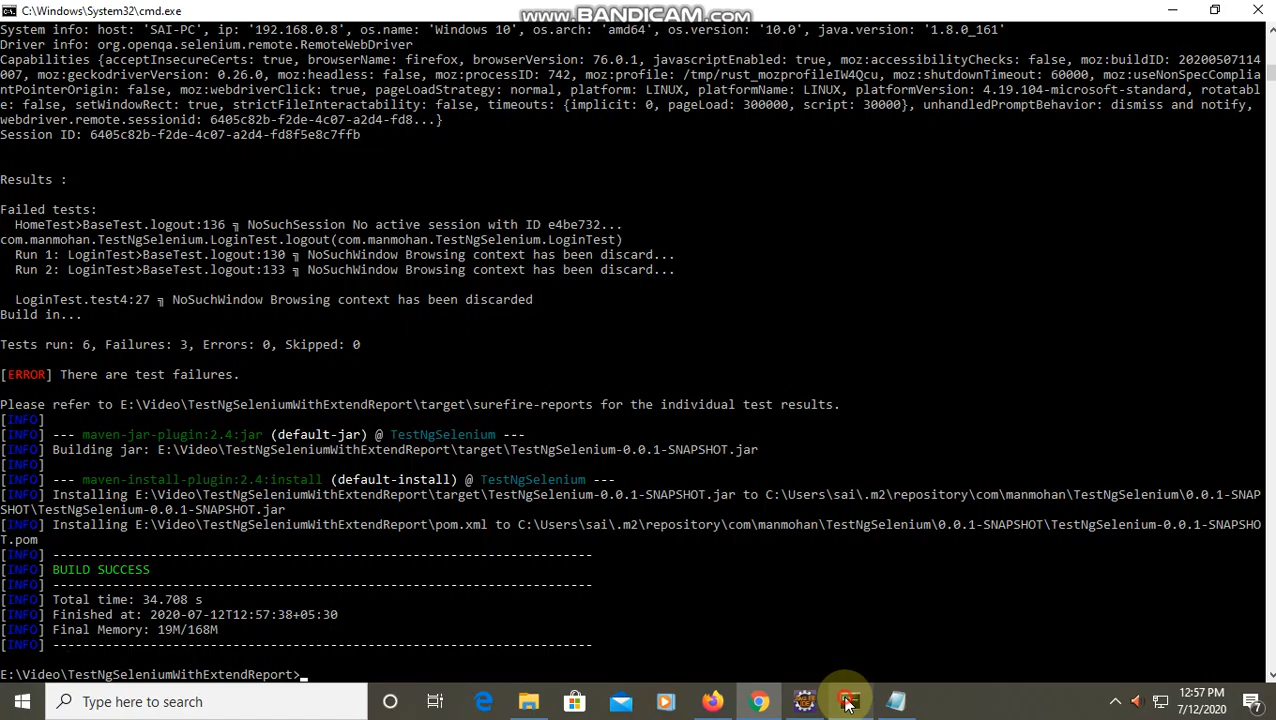 C:\Windows\System32\cmd.exe
www.BANDICAM.com
System info: host: 'SAI-PC', ip: '192.168.0.8', os.name: 'Windows 10', os.arch: 'amd64', os.version: '10.0', java.version: '1.8.0_161'
Driver info: org.openqa.selenium.remote.RemoteWebDriver
Capabilities {acceptInsecureCerts: true, browserName: firefox, browserVersion: 76.0.1, javascriptEnabled: true, moz:accessibilityChecks: false, moz:buildID: 20200507114
007, moz:geckodriverVersion: 0.26.0, moz:headless: false, moz:processID: 742, moz:profile: /tmp/rust_mozprofileIW4Qcu, moz:shutdownTimeout: 60000, moz:useNonSpecComplia
ntPointerOrigin: false, moz:webdriverClick: true, pageLoadStrategy: normal, platform: LINUX, platformName: LINUX, platformVersion: 4.19.104-microsoft-standard, rotatabl
e: false, setWindowRect: true, strictFileInteractability: false, timeouts: {implicit: 0, pageLoad: 300000, script: 30000}, unhandledPromptBehavior: dismiss and notify,
webdriver.remote.sessionid: 6405c82b-f2de-4c07-a2d4-fd8...}
Session ID: 6405c82b-f2de-4c07-a2d4-fd8f5e8c7ffb
Results :
Failed tests:
HomeTest>BaseTest.logout:136 ╗ NoSuchSession No active session with ID e4be732...
com.manmohan.TestNgSelenium.LoginTest.logout(com.manmohan.TestNgSelenium.LoginTest)
Run 1: LoginTest>BaseTest.logout:130 ╗ NoSuchWindow Browsing context has been discard...
Run 2: LoginTest>BaseTest.logout:133 ╗ NoSuchWindow Browsing context has been discard...
LoginTest.test4:27 ╗ NoSuchWindow Browsing context has been discarded
Build in...
Tests run: 6, Failures: 3, Errors: 0, Skipped: 0
[ERROR] There are test failures.
Please refer to E:\Video\TestNgSeleniumWithExtendReport\target\surefire-reports for the individual test results.
[INFO]
[INFO] --- maven-jar-plugin:2.4:jar (default-jar) @ TestNgSelenium ---
[INFO] Building jar: E:\Video\TestNgSeleniumWithExtendReport\target\TestNgSelenium-0.0.1-SNAPSHOT.jar
[INFO]
[INFO] --- maven-install-plugin:2.4:install (default-install) @ TestNgSelenium ---
[INFO] Installing E:\Video\TestNgSeleniumWithExtendReport\target\TestNgSelenium-0.0.1-SNAPSHOT.jar to C:\Users\sai\.m2\repository\com\manmohan\TestNgSelenium\0.0.1-SNAP
SHOT\TestNgSelenium-0.0.1-SNAPSHOT.jar
[INFO] Installing E:\Video\TestNgSeleniumWithExtendReport\pom.xml to C:\Users\sai\.m2\repository\com\manmohan\TestNgSelenium\0.0.1-SNAPSHOT\TestNgSelenium-0.0.1-SNAPSHO
T.pom
[INFO] ------------------------------------------------------------------------
[INFO] BUILD SUCCESS
[INFO] ------------------------------------------------------------------------
[INFO] Total time: 34.708 s
[INFO] Finished at: 2020-07-12T12:57:38+05:30
[INFO] Final Memory: 19M/168M
[INFO] ------------------------------------------------------------------------
E:\Video\TestNgSeleniumWithExtendReport>
Type here to search
12:57 PM
7/12/2020
7